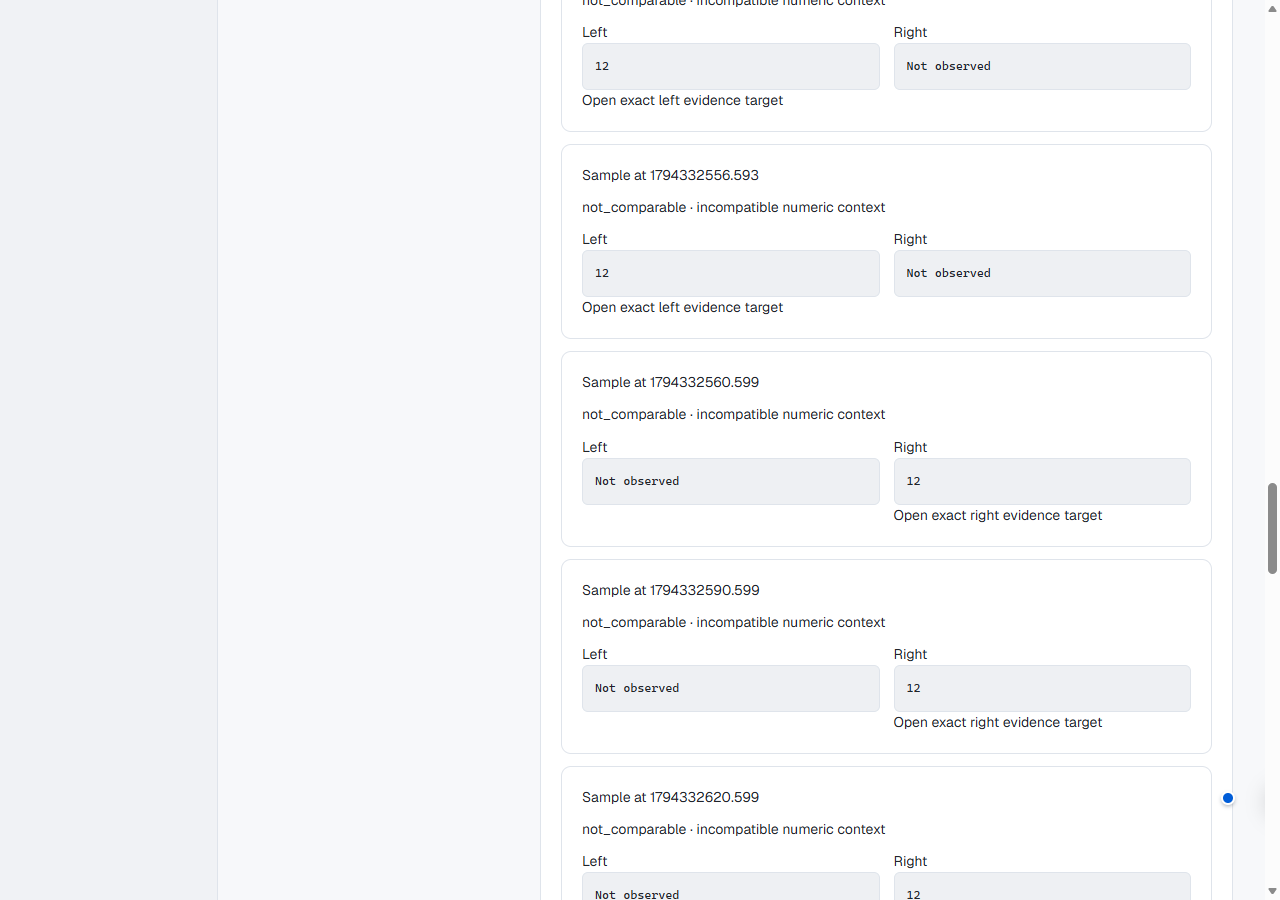 not_comparable · incompatible numeric context
Left Right
12 Not observed
Open exact left evidence target
Sample at 1794332556.593
not_comparable · incompatible numeric context
Left Right
12 Not observed
Open exact left evidence target
Sample at 1794332560.599
not_comparable · incompatible numeric context
Left Right
Not observed 12
Open exact right evidence target
Sample at 1794332590.599
not_comparable · incompatible numeric context
Left Right
Not observed 12
Open exact right evidence target
Sample at 1794332620.599
not_comparable · incompatible numeric context
Left Right
Not observed 12